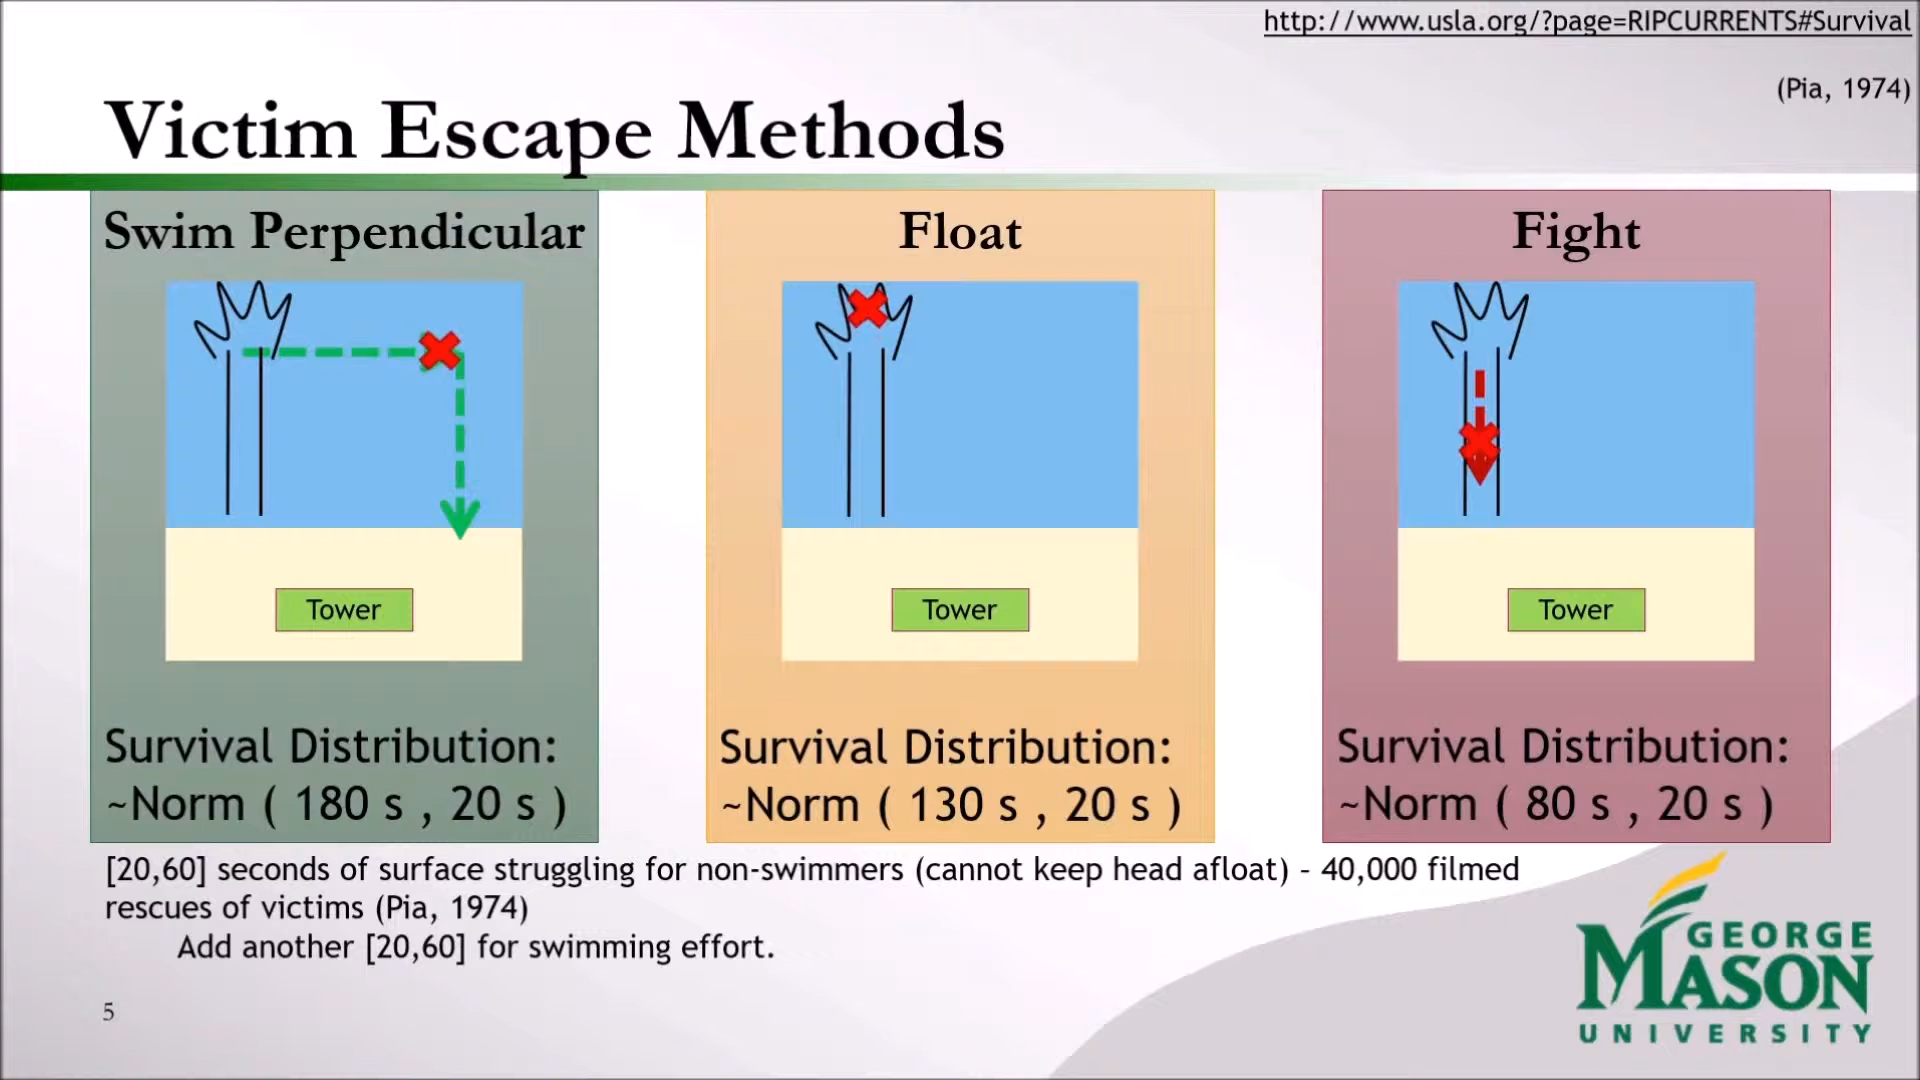 http://www.usla.org/?page=RIPCURRENTS#Survival
(Pia, 1974)
Victim Escape Methods
Swim Perpendicular
Tower
Survival Distribution:
~Norm ( 180 s , 20 s )
Float
Tower
Survival Distribution:
~Norm ( 130 s , 20 s )
Fight
Tower
Survival Distribution:
~Norm ( 80 s , 20 s )
[20,60] seconds of surface struggling for non-swimmers (cannot keep head afloat) – 40,000 filmed
rescues of victims (Pia, 1974)
Add another [20,60] for swimming effort.
5
GEORGE
MASON
UNIVERSITY